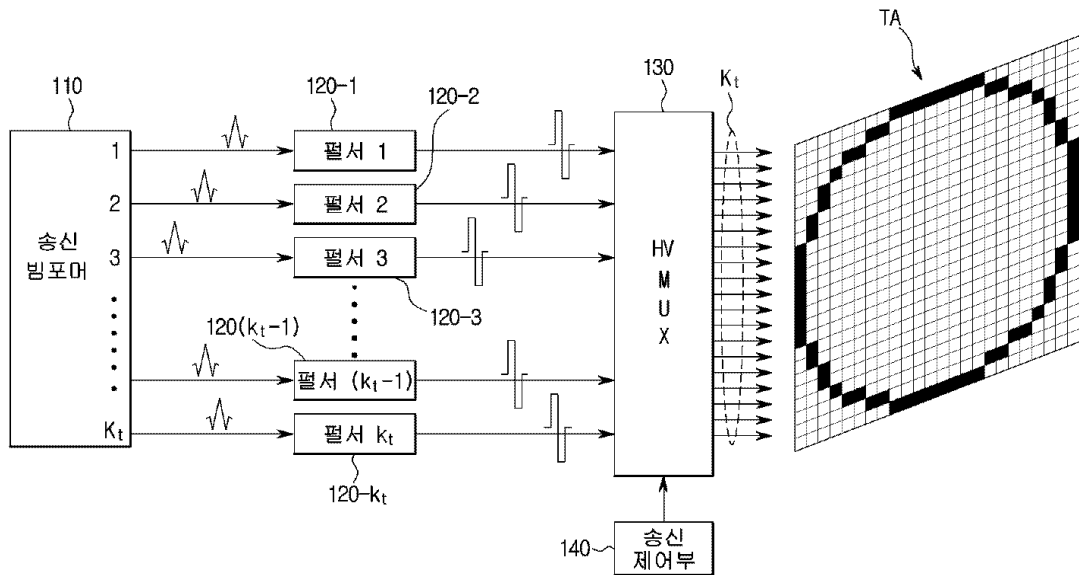 TA
110
120-1
120-2
130
Kt
1
펄서 1
2
펄서 2
송신
빔포머
3
펄서 3
HV
M
U
X
120-3
120(kt-1)
펄서 (kt-1)
Kt
펄서 kt
120-kt
140
송신
제어부